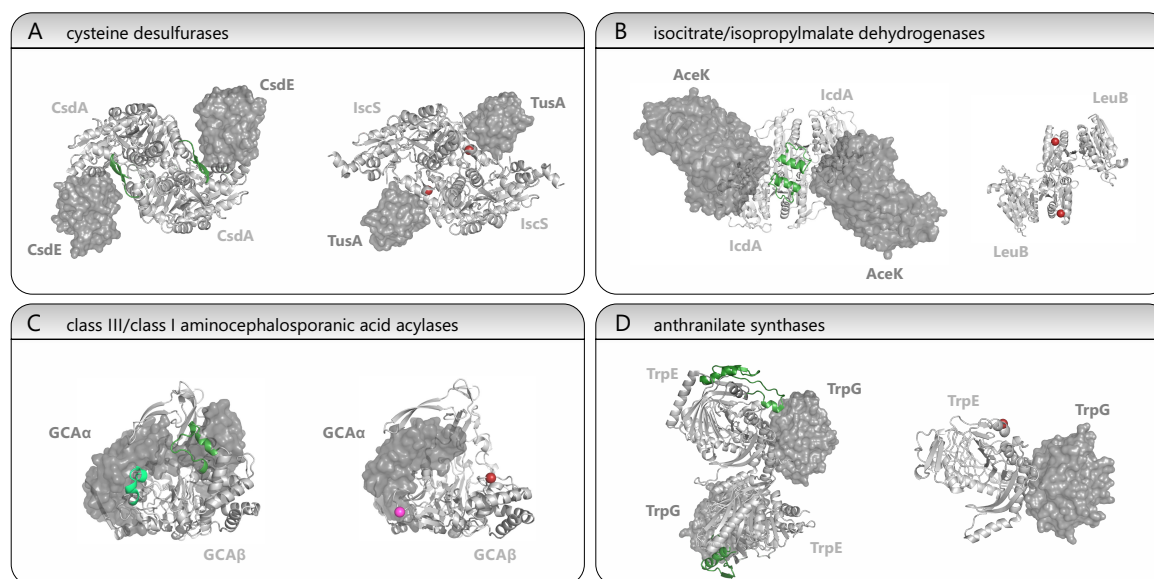 A cysteine desulfurases
CsdA
CsdE
CsdE
CsdA
IscS
TusA
TusA
IscS
B isocitrate/isopropylmalate dehydrogenases
AceK
IcdA
IcdA
AceK
LeuB
LeuB
C class III/class I aminocephalosporanic acid acylases
GCAα
GCAβ
GCAα
GCAβ
D anthranilate synthases
TrpE
TrpG
TrpG
TrpE
TrpE
TrpG